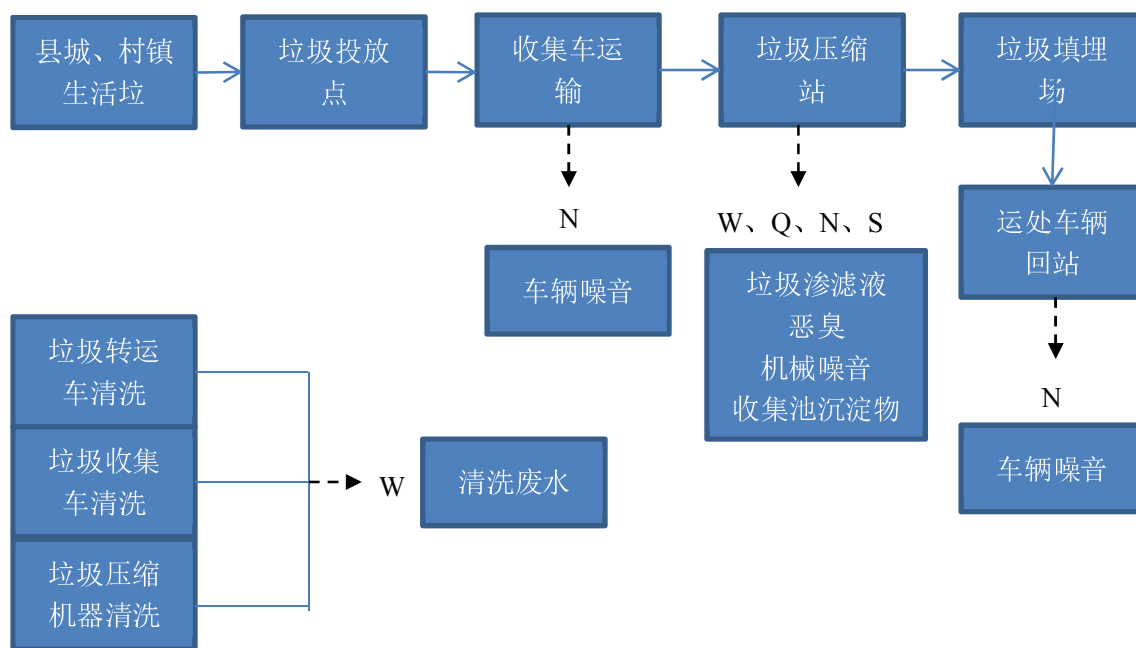 县城、村镇
生活垃
垃圾投放
点
收集车运
输
垃圾压缩
站
垃圾填埋
场
N
车辆噪音
W、Q、N、S
垃圾渗滤液
恶臭
机械噪音
收集池沉淀物
运处车辆
回站
N
车辆噪音
垃圾转运
车清洗
垃圾收集
车清洗
垃圾压缩
机器清洗
W
清洗废水